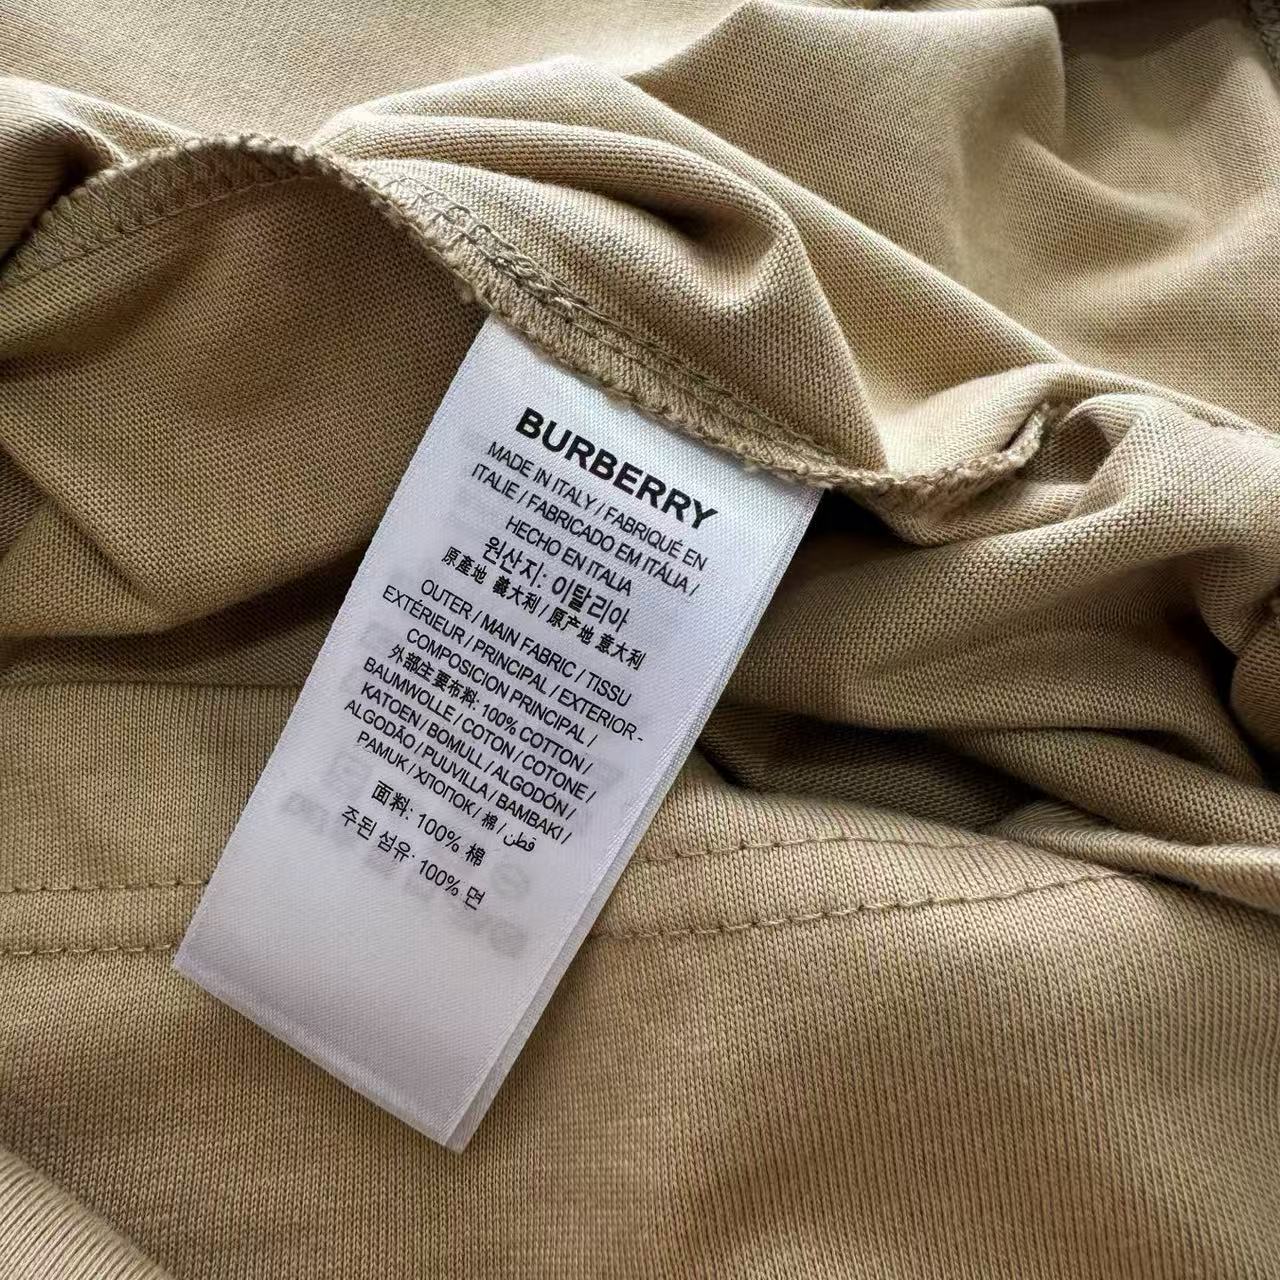 BURBERRY
MADE IN ITALY / FABRIQUÉ EN
ITALIE / FABRICADO EM ITÁLIA /
HECHO EN ITALIA
원산지: 이탈리아
原產地 義大利 / 原产地 意大利
OUTER / MAIN FABRIC / TISSU
EXTÉRIEUR / PRINCIPAL / EXTERIOR -
COMPOSICION PRINCIPAL /
外部主要布料: 100% COTTON /
BAUMWOLLE / COTON / COTONE /
KATOEN / BOMULL / ALGODÓN /
ALGODÃO / PUUVILLA / BAMBAKI /
PAMUK / ХЛОПОК / 棉 / قطن
面料: 100% 棉
주된 섬유: 100% 면